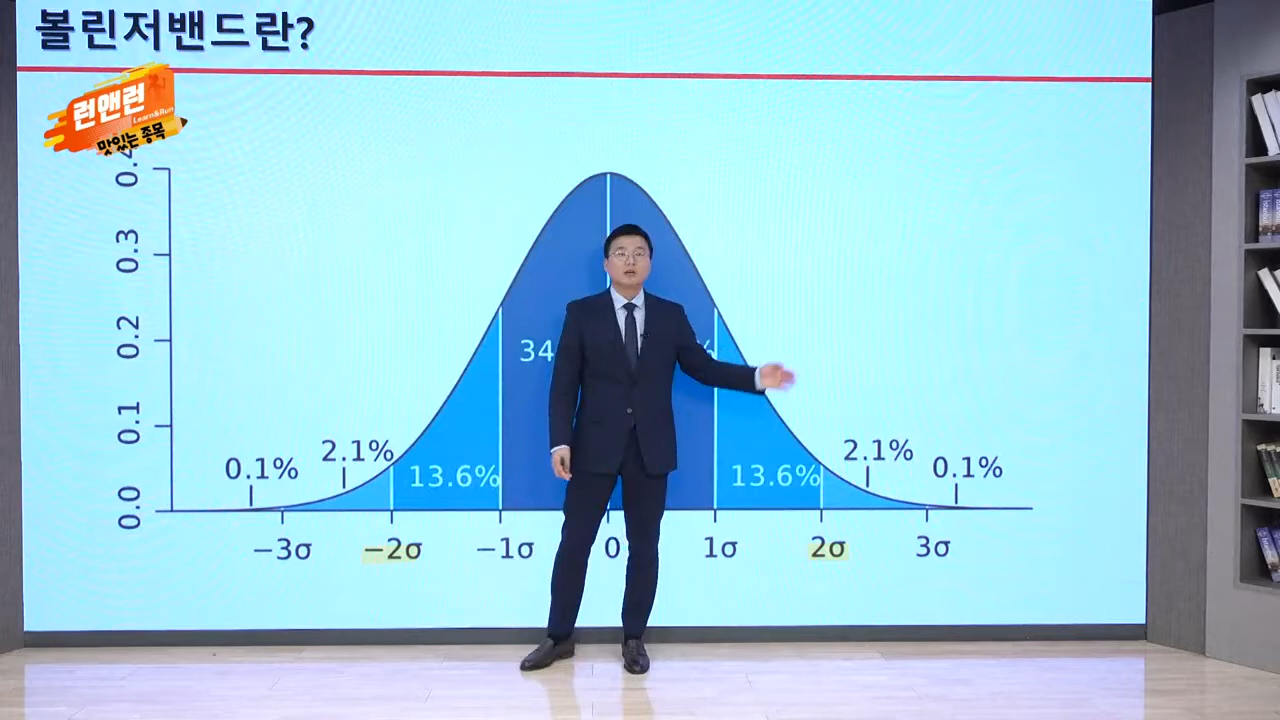 볼린저밴드란?
런앤런
Learn&Run
맛있는 종목
0.3
0.2
0.1
0.0
34
%
0.1%
2.1%
13.6%
13.6%
2.1%
0.1%
−3σ
−2σ
−1σ
0
1σ
2σ
3σ